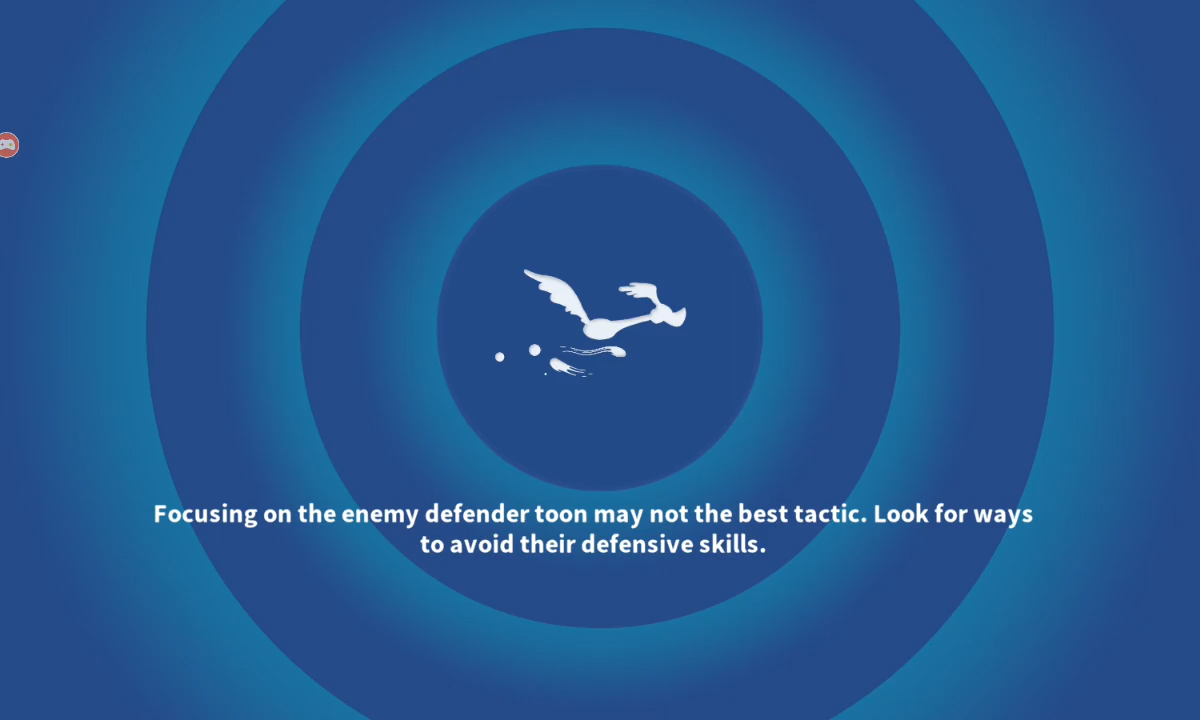 Focusing on the enemy defender toon may not the best tactic. Look for ways
to avoid their defensive skills.